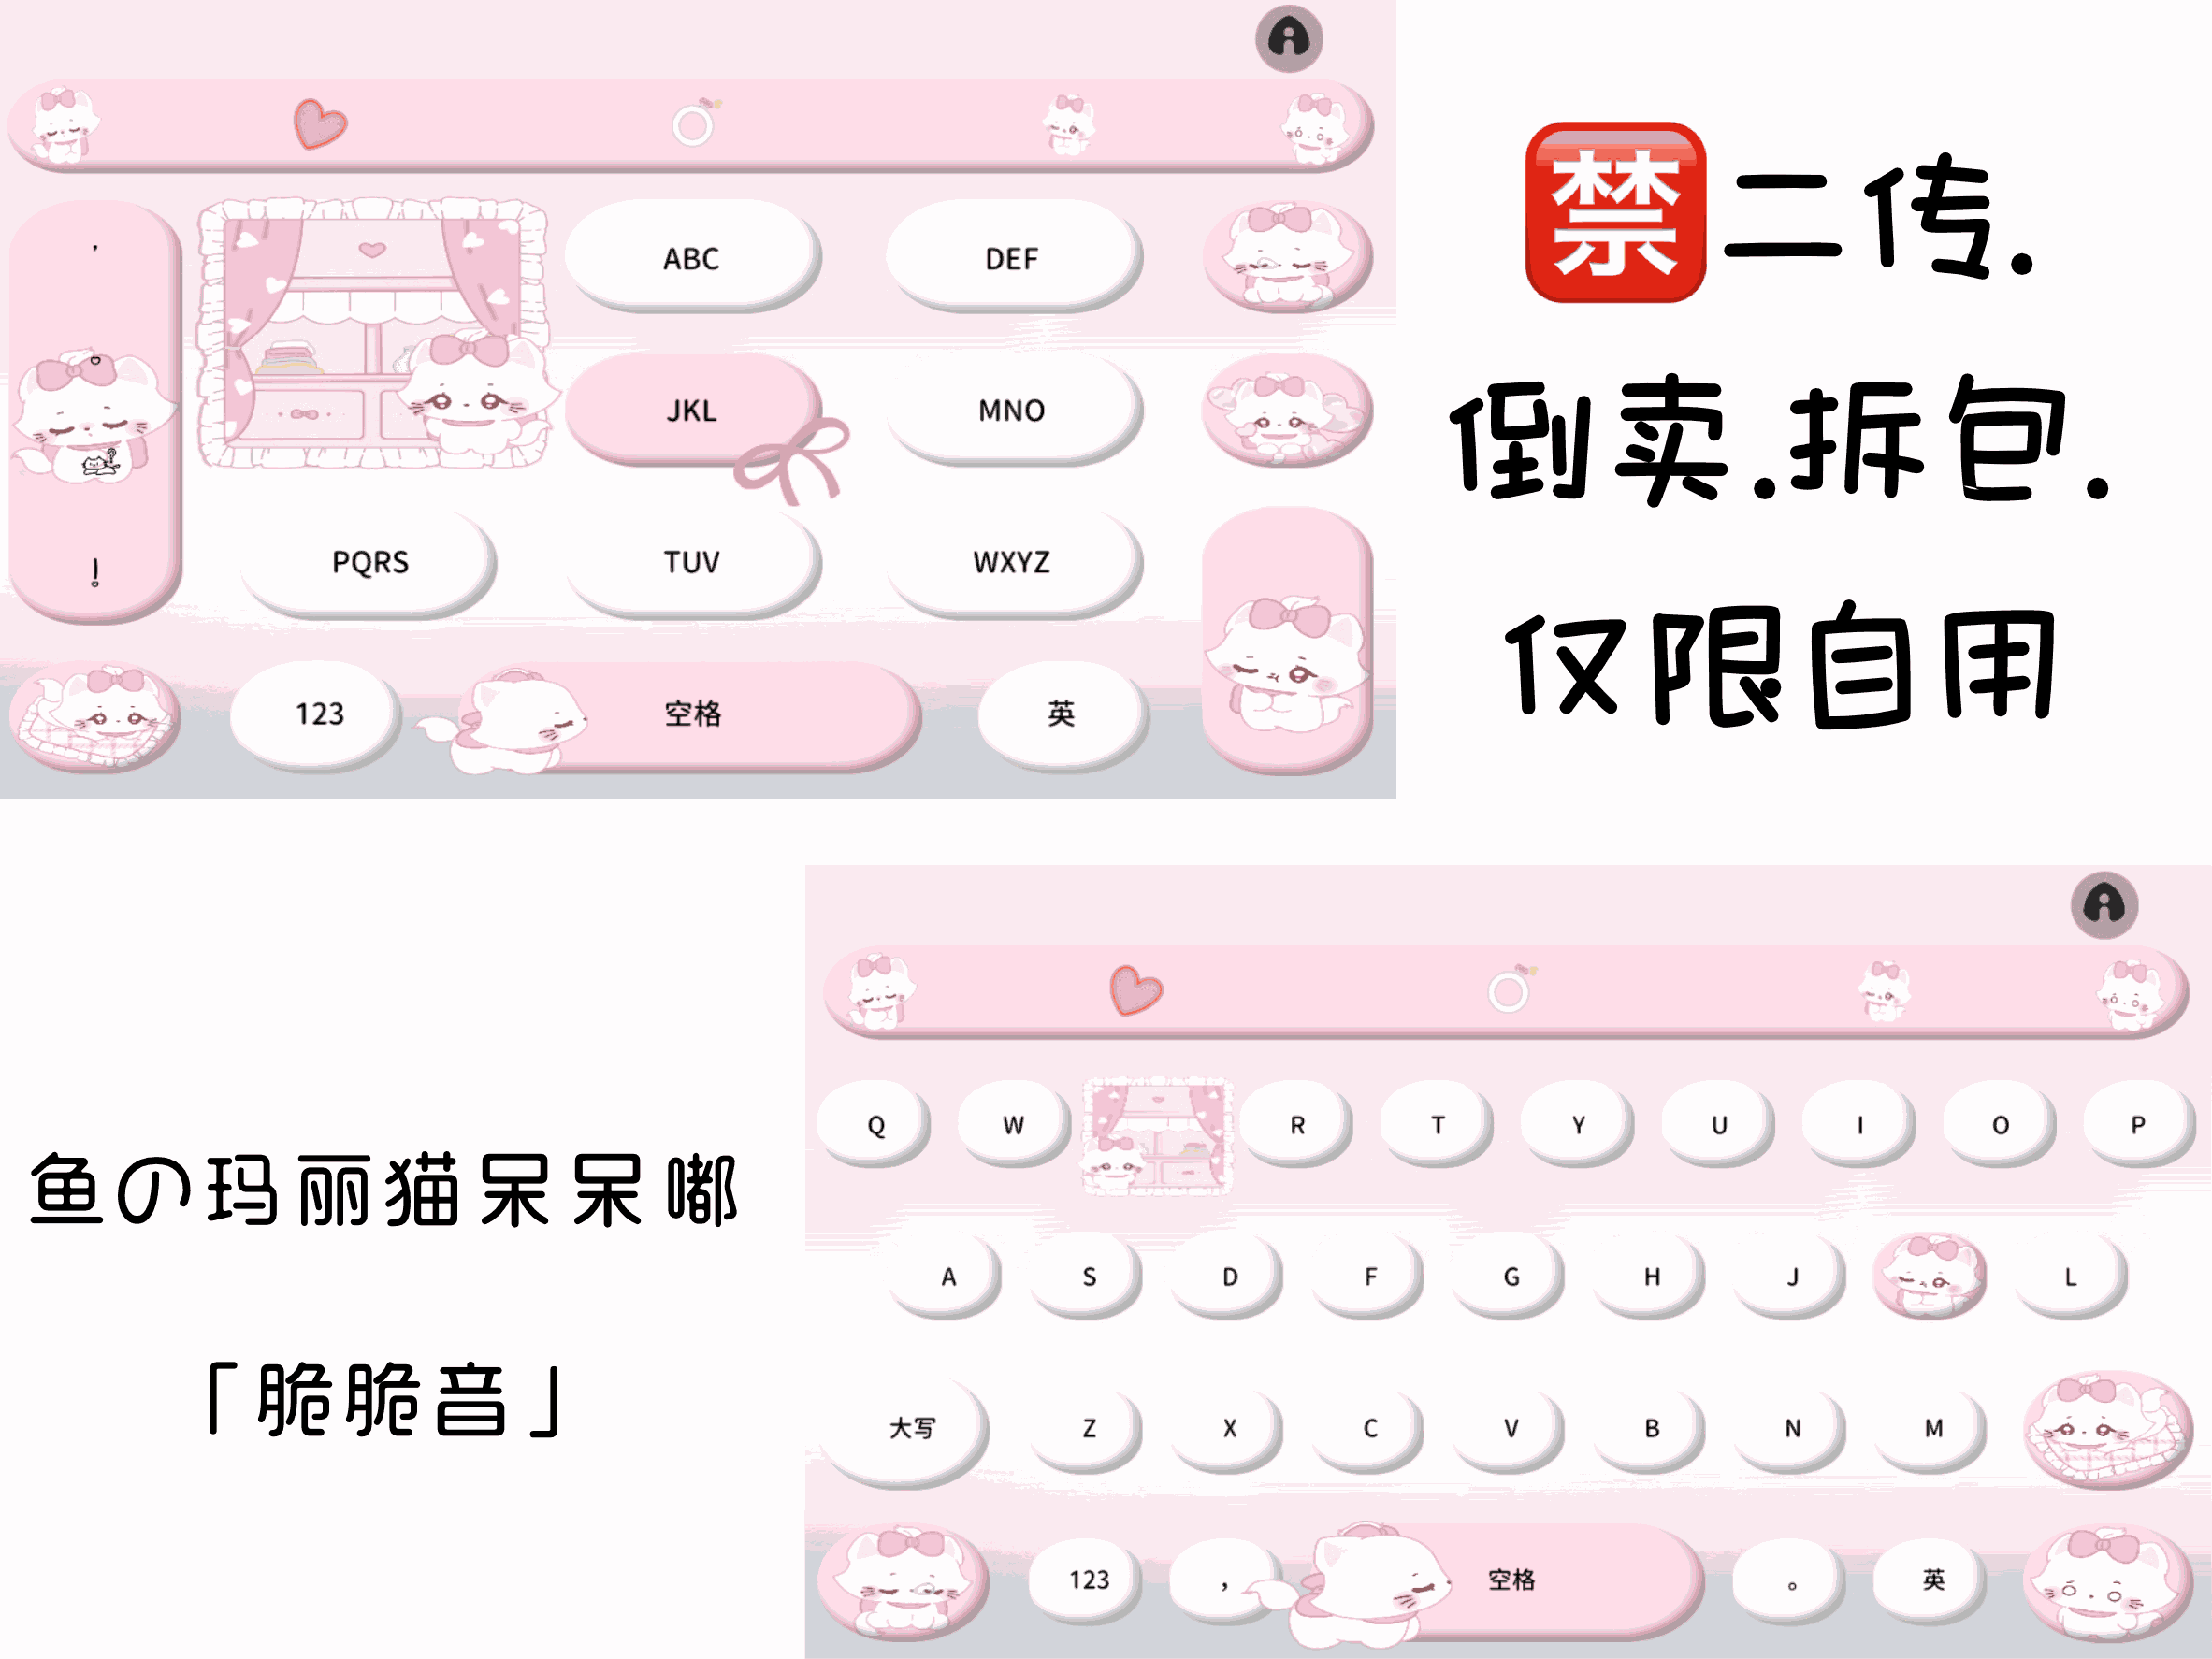 ABC
DEF
JKL
MNO
PQRS
TUV
WXYZ
，
。
?
!
123
空格
英
禁二传.
倒卖.拆包.
仅限自用
鱼の玛丽猫呆呆嘟
「脆脆音」
Q W R T Y U I O P
A S D F G H J L
大写 Z X C V B N M
123 ， 空格 。 英